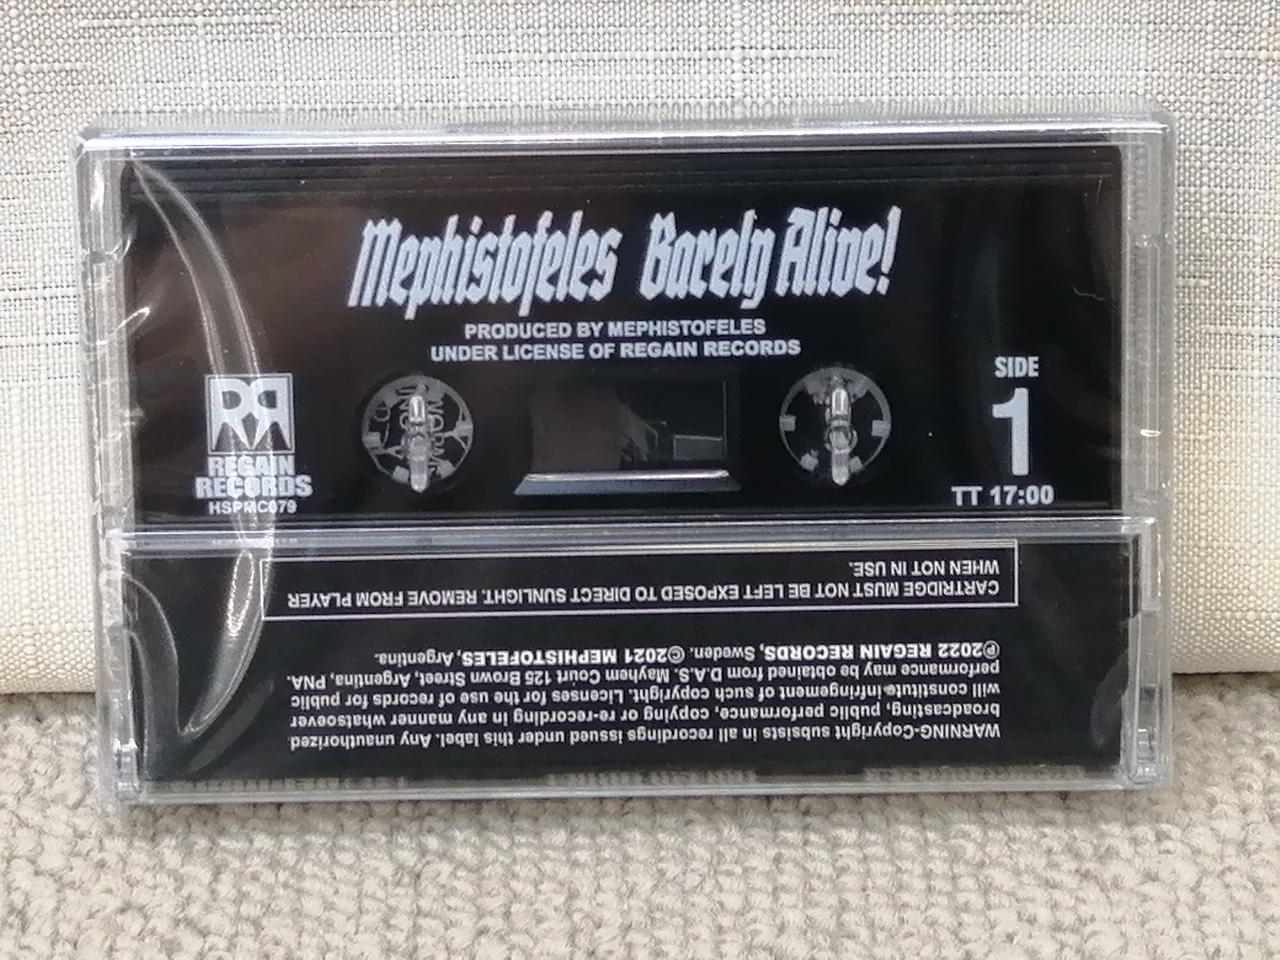 Mephistofeles Barely Alive!
PRODUCED BY MEPHISTOFELES
UNDER LICENSE OF REGAIN RECORDS
SIDE
1
TT 17:00
RR
REGAIN
RECORDS
HSPMC079
WARNING-Copyright subsists in all recordings issued under this label. Any unauthorized
broadcasting, public performance, copying or re-recording in any manner whatsoever
will constitute infringement of such copyright. Licenses for the use of records for public
performance may be obtained from D.A.S, Mayhem Court 125 Brown Street, Argentina, PNA.
℗2022 REGAIN RECORDS, Sweden. ©2021 MEPHISTOFELES, Argentina.
CARTRIDGE MUST NOT BE LEFT EXPOSED TO DIRECT SUNLIGHT. REMOVE FROM PLAYER
WHEN NOT IN USE.